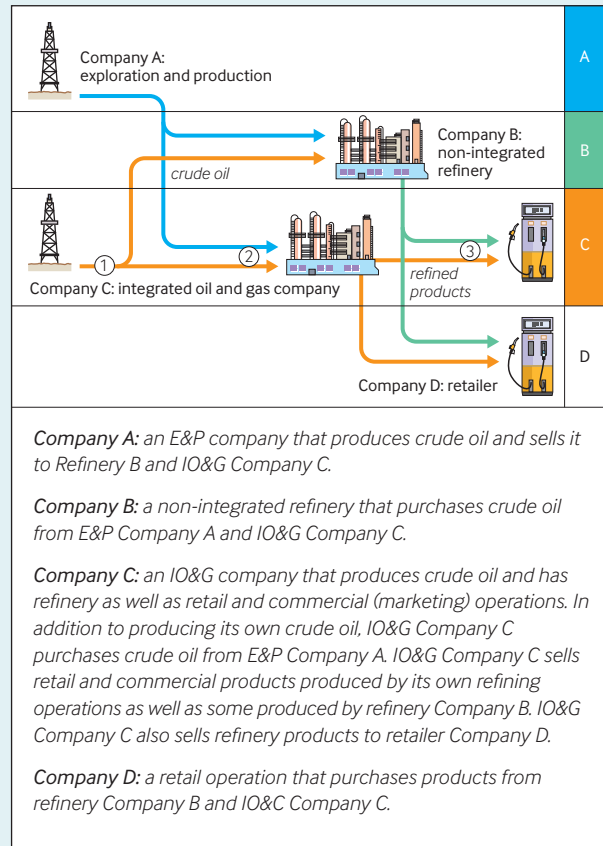 Company A:
exploration and production
A
Company B:
non-integrated
refinery
B
crude oil
1
2
3
C
refined
products
Company C: integrated oil and gas company
Company D: retailer
D
Company A: an E&P company that produces crude oil and sells it
to Refinery B and IO&G Company C.
Company B: a non-integrated refinery that purchases crude oil
from E&P Company A and IO&G Company C.
Company C: an IO&G company that produces crude oil and has
refinery as well as retail and commercial (marketing) operations. In
addition to producing its own crude oil, IO&G Company C
purchases crude oil from E&P Company A. IO&G Company C sells
retail and commercial products produced by its own refining
operations as well as some produced by refinery Company B. IO&G
Company C also sells refinery products to retailer Company D.
Company D: a retail operation that purchases products from
refinery Company B and IO&C Company C.